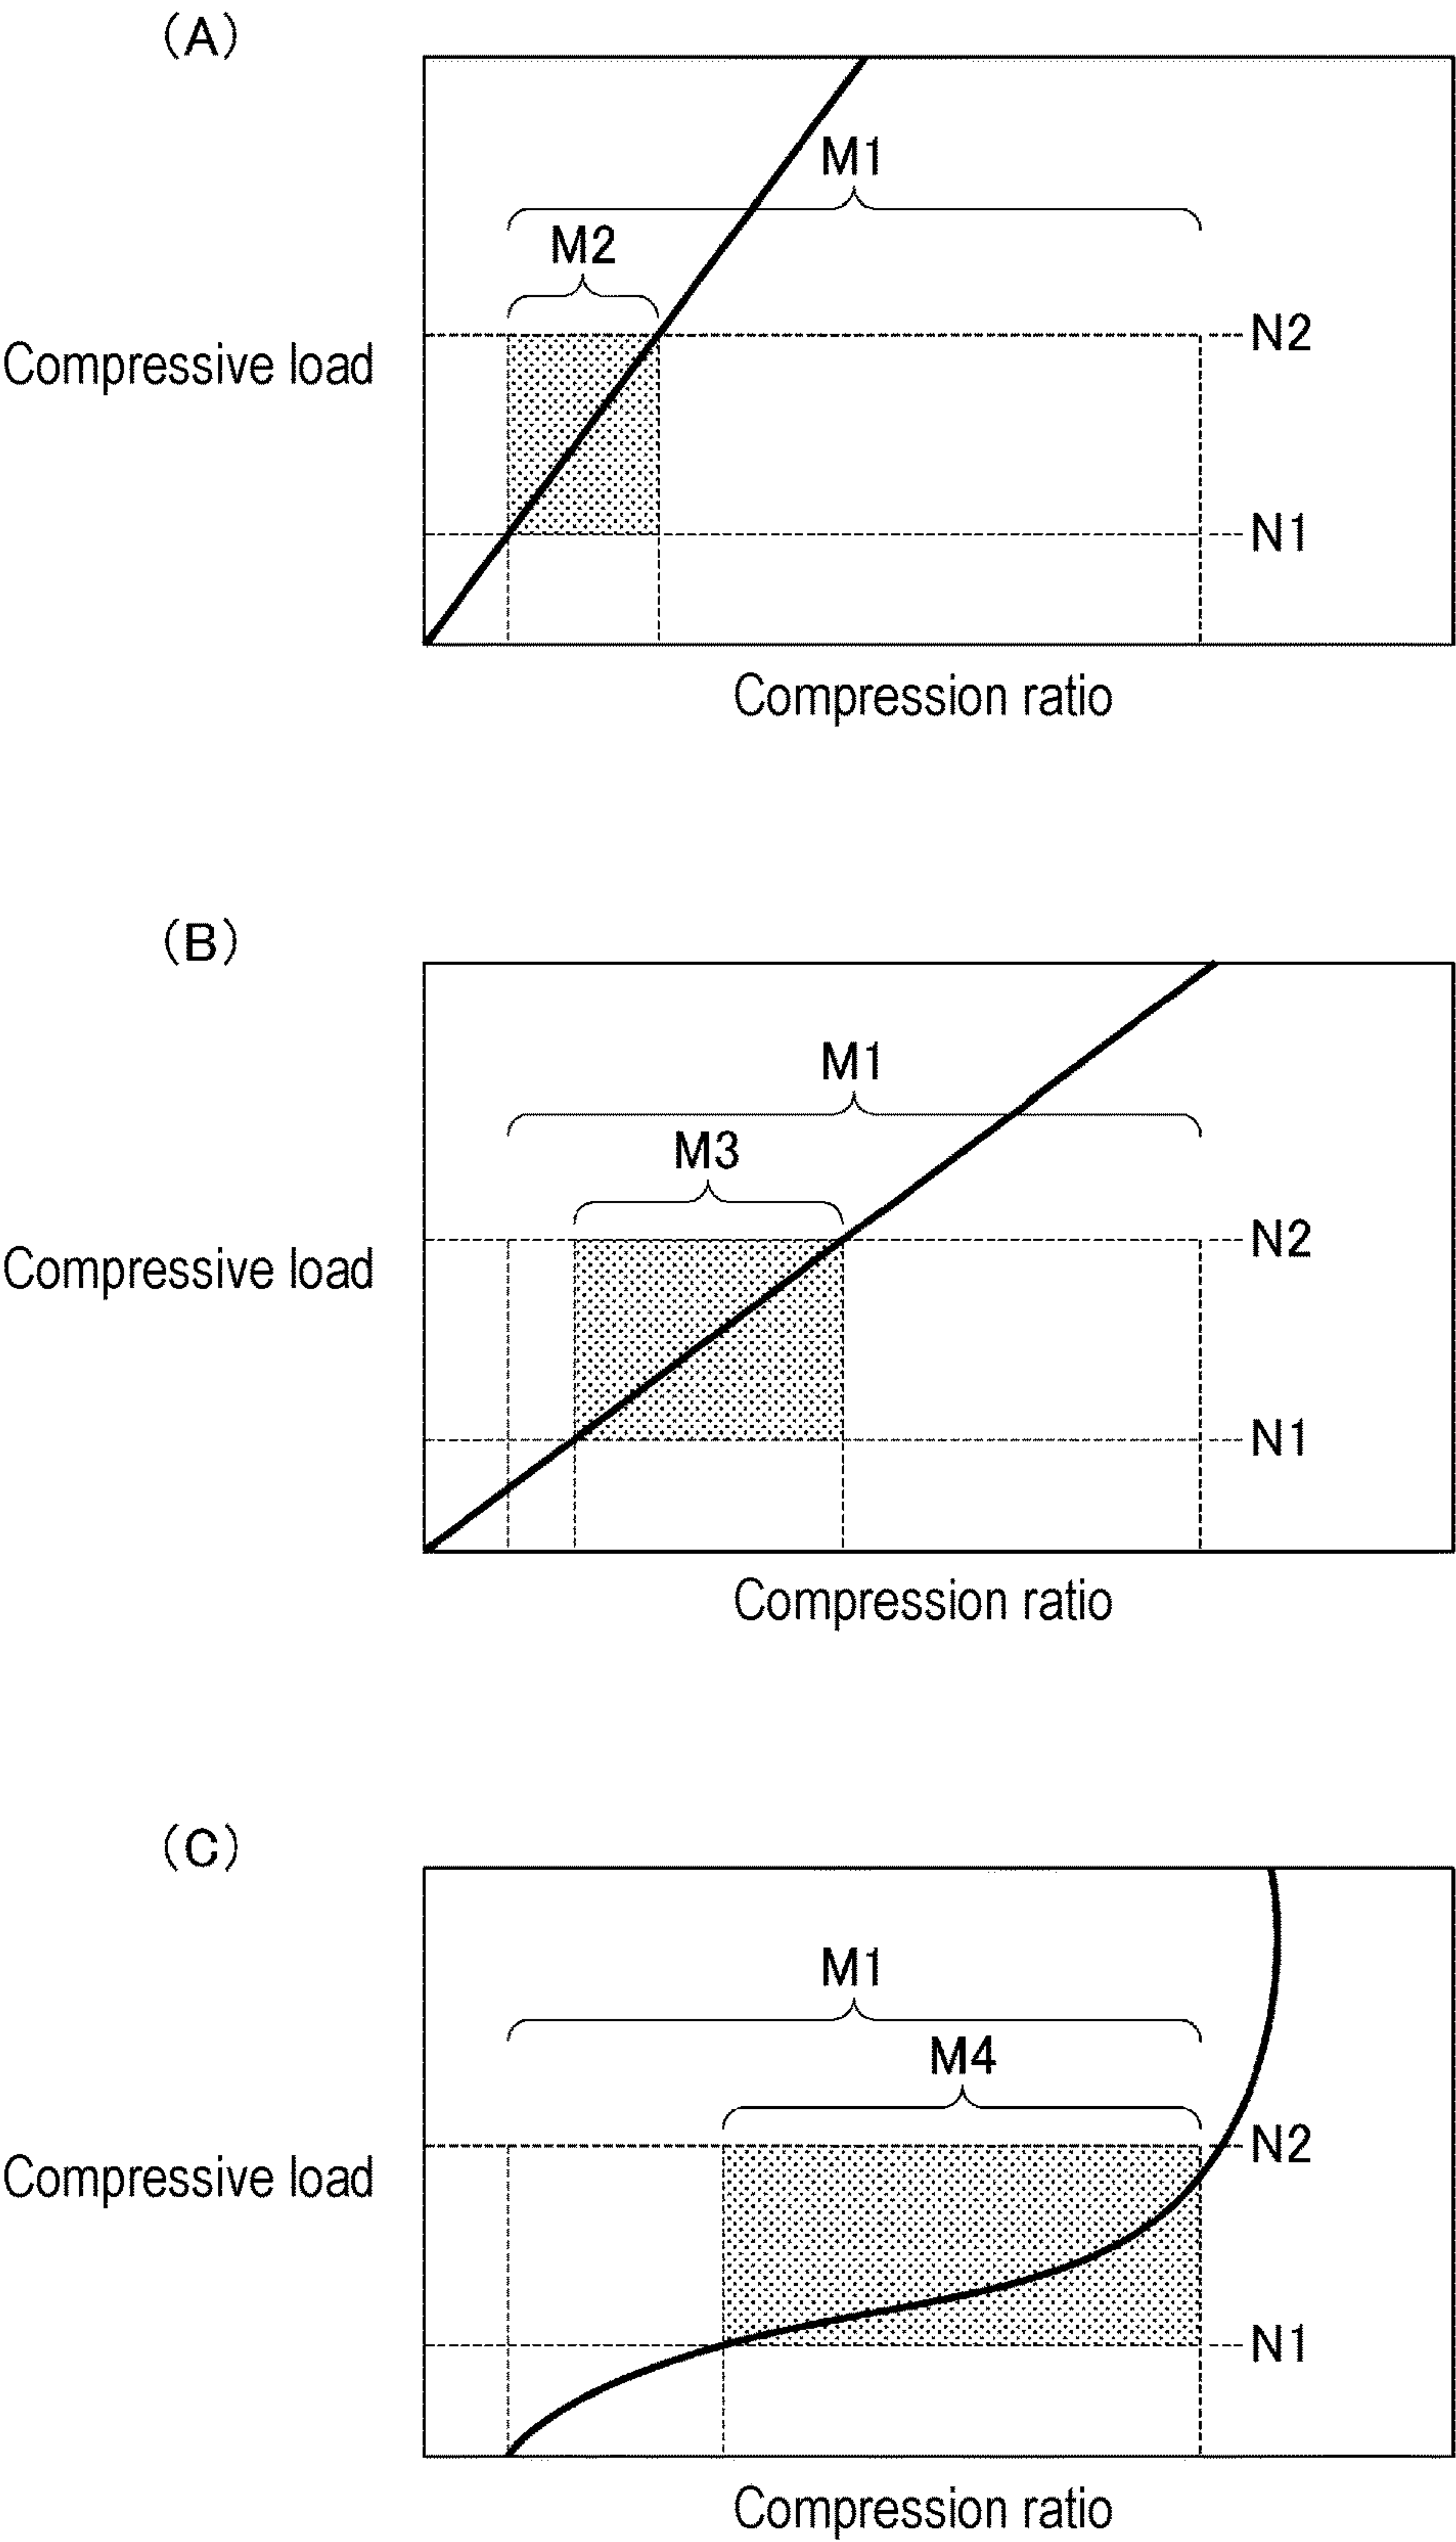 (A)
M1
M2
N2
Compressive load
N1
Compression ratio
(B)
M1
M3
N2
Compressive load
N1
Compression ratio
(C)
M1
M4
N2
Compressive load
N1
Compression ratio